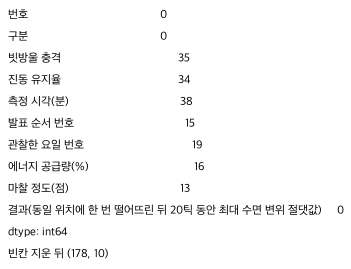 번호 0
구분 0
빗방울 충격 35
진동 유지율 34
측정 시각(분) 38
발표 순서 번호 15
관찰한 요일 번호 19
에너지 공급량(%) 16
마찰 정도(점) 13
결과(동일 위치에 한 번 떨어뜨린 뒤 20틱 동안 최대 수면 변위 절댓값) 0
dtype: int64
빈칸 지운 뒤 (178, 10)